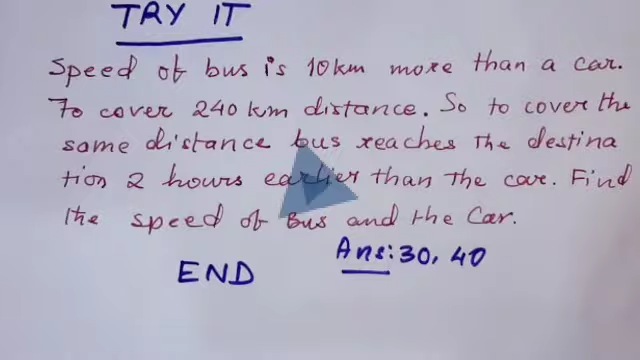 TRY IT
Speed of bus is 10km more than a car.
To cover 240 km distance. So to cover the
same distance bus reaches the destina
tion 2 hours earlier than the car. Find
the speed of Bus and the Car.
Ans: 30, 40
END